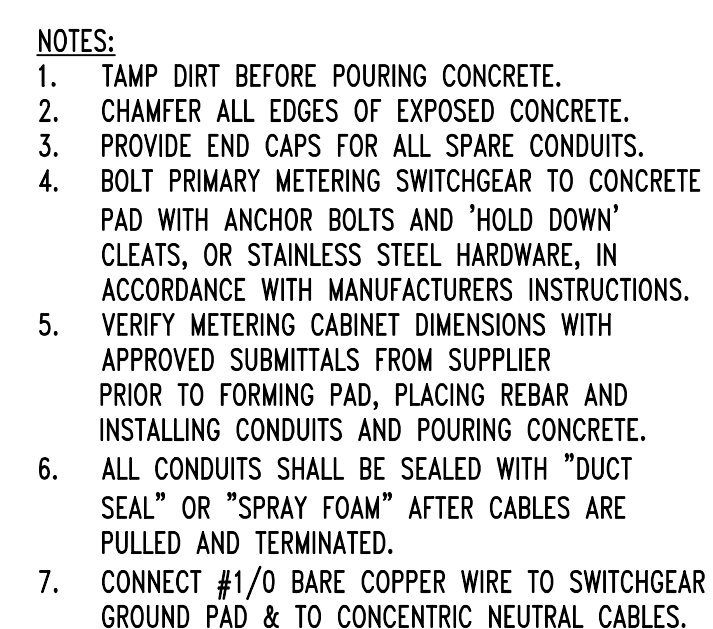 NOTES:
1. TAMP DIRT BEFORE POURING CONCRETE.
2. CHAMFER ALL EDGES OF EXPOSED CONCRETE.
3. PROVIDE END CAPS FOR ALL SPARE CONDUITS.
4. BOLT PRIMARY METERING SWITCHGEAR TO CONCRETE
PAD WITH ANCHOR BOLTS AND 'HOLD DOWN'
CLEATS, OR STAINLESS STEEL HARDWARE, IN
ACCORDANCE WITH MANUFACTURERS INSTRUCTIONS.
5. VERIFY METERING CABINET DIMENSIONS WITH
APPROVED SUBMITTALS FROM SUPPLIER
PRIOR TO FORMING PAD, PLACING REBAR AND
INSTALLING CONDUITS AND POURING CONCRETE.
6. ALL CONDUITS SHALL BE SEALED WITH "DUCT
SEAL" OR "SPRAY FOAM" AFTER CABLES ARE
PULLED AND TERMINATED.
7. CONNECT #1/0 BARE COPPER WIRE TO SWITCHGEAR
GROUND PAD & TO CONCENTRIC NEUTRAL CABLES.